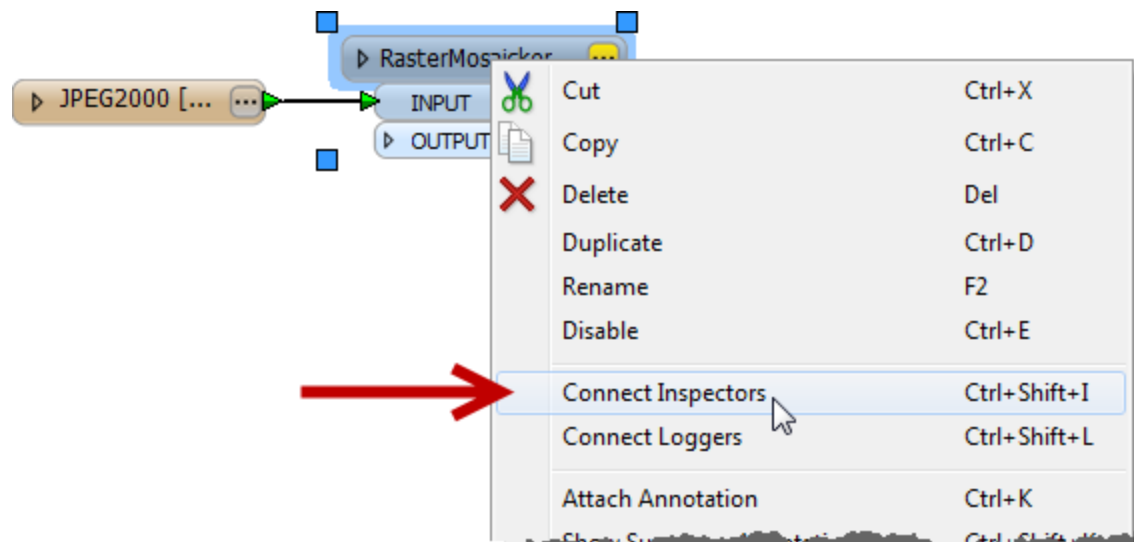 RasterMosaicker
JPEG2000 [...
INPUT
OUTPUT
Cut Ctrl+X
Copy Ctrl+C
Delete Del
Duplicate Ctrl+D
Rename F2
Disable Ctrl+E
Connect Inspectors Ctrl+Shift+I
Connect Loggers Ctrl+Shift+L
Attach Annotation Ctrl+K